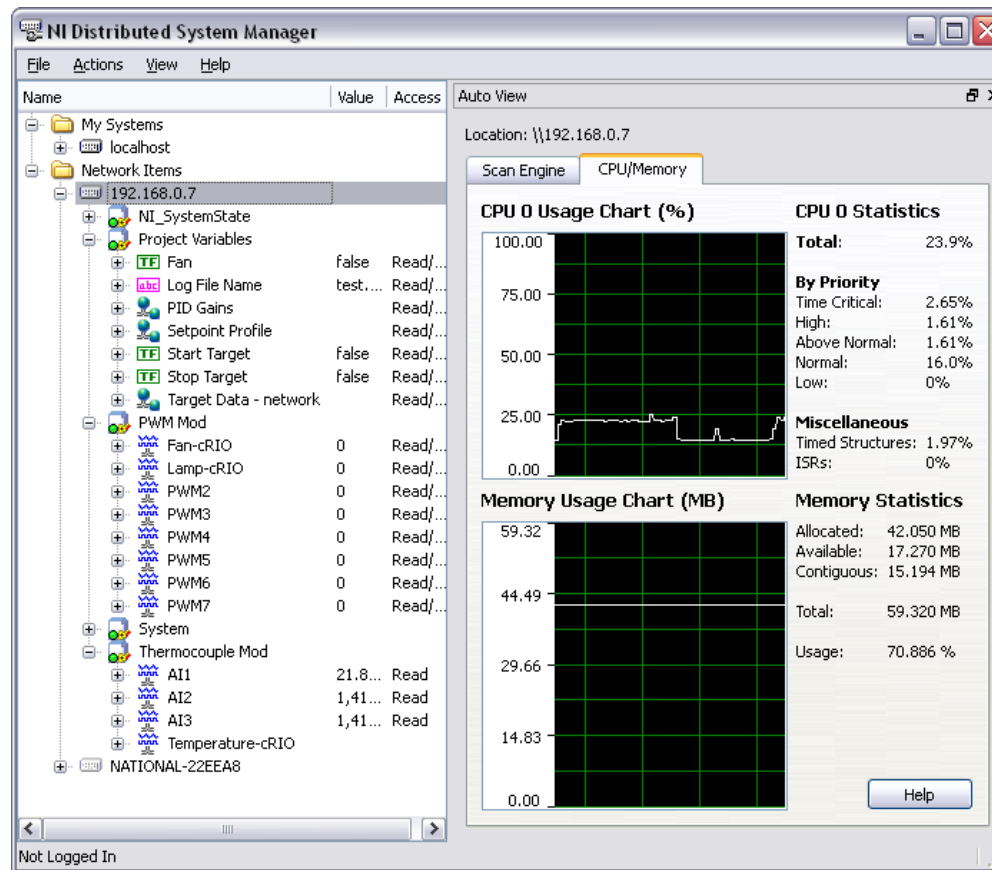 NI Distributed System Manager
File Actions View Help
Name Value Access
My Systems
localhost
Network Items
192.168.0.7
NI_SystemState
Project Variables
TF Fan false Read/...
abc Log File Name test.... Read/...
PID Gains Read/...
Setpoint Profile Read/...
TF Start Target false Read/...
TF Stop Target false Read/...
Target Data - network Read/...
PWM Mod
Fan-cRIO 0 Read/...
Lamp-cRIO 0 Read/...
PWM2 0 Read/...
PWM3 0 Read/...
PWM4 0 Read/...
PWM5 0 Read/...
PWM6 0 Read/...
PWM7 0 Read/...
System
Thermocouple Mod
AI1 21.8... Read
AI2 1,41... Read
AI3 1,41... Read
Temperature-cRIO
NATIONAL-22EEA8
Not Logged In
Auto View
Location: \\192.168.0.7
Scan Engine CPU/Memory
CPU 0 Usage Chart (%)
100.00
75.00
50.00
25.00
0.00
CPU 0 Statistics
Total: 23.9%
By Priority
Time Critical: 2.65%
High: 1.61%
Above Normal: 1.61%
Normal: 16.0%
Low: 0%
Miscellaneous
Timed Structures: 1.97%
ISRs: 0%
Memory Usage Chart (MB)
59.32
44.49
29.66
14.83
0.00
Memory Statistics
Allocated: 42.050 MB
Available: 17.270 MB
Contiguous: 15.194 MB
Total: 59.320 MB
Usage: 70.886 %
Help